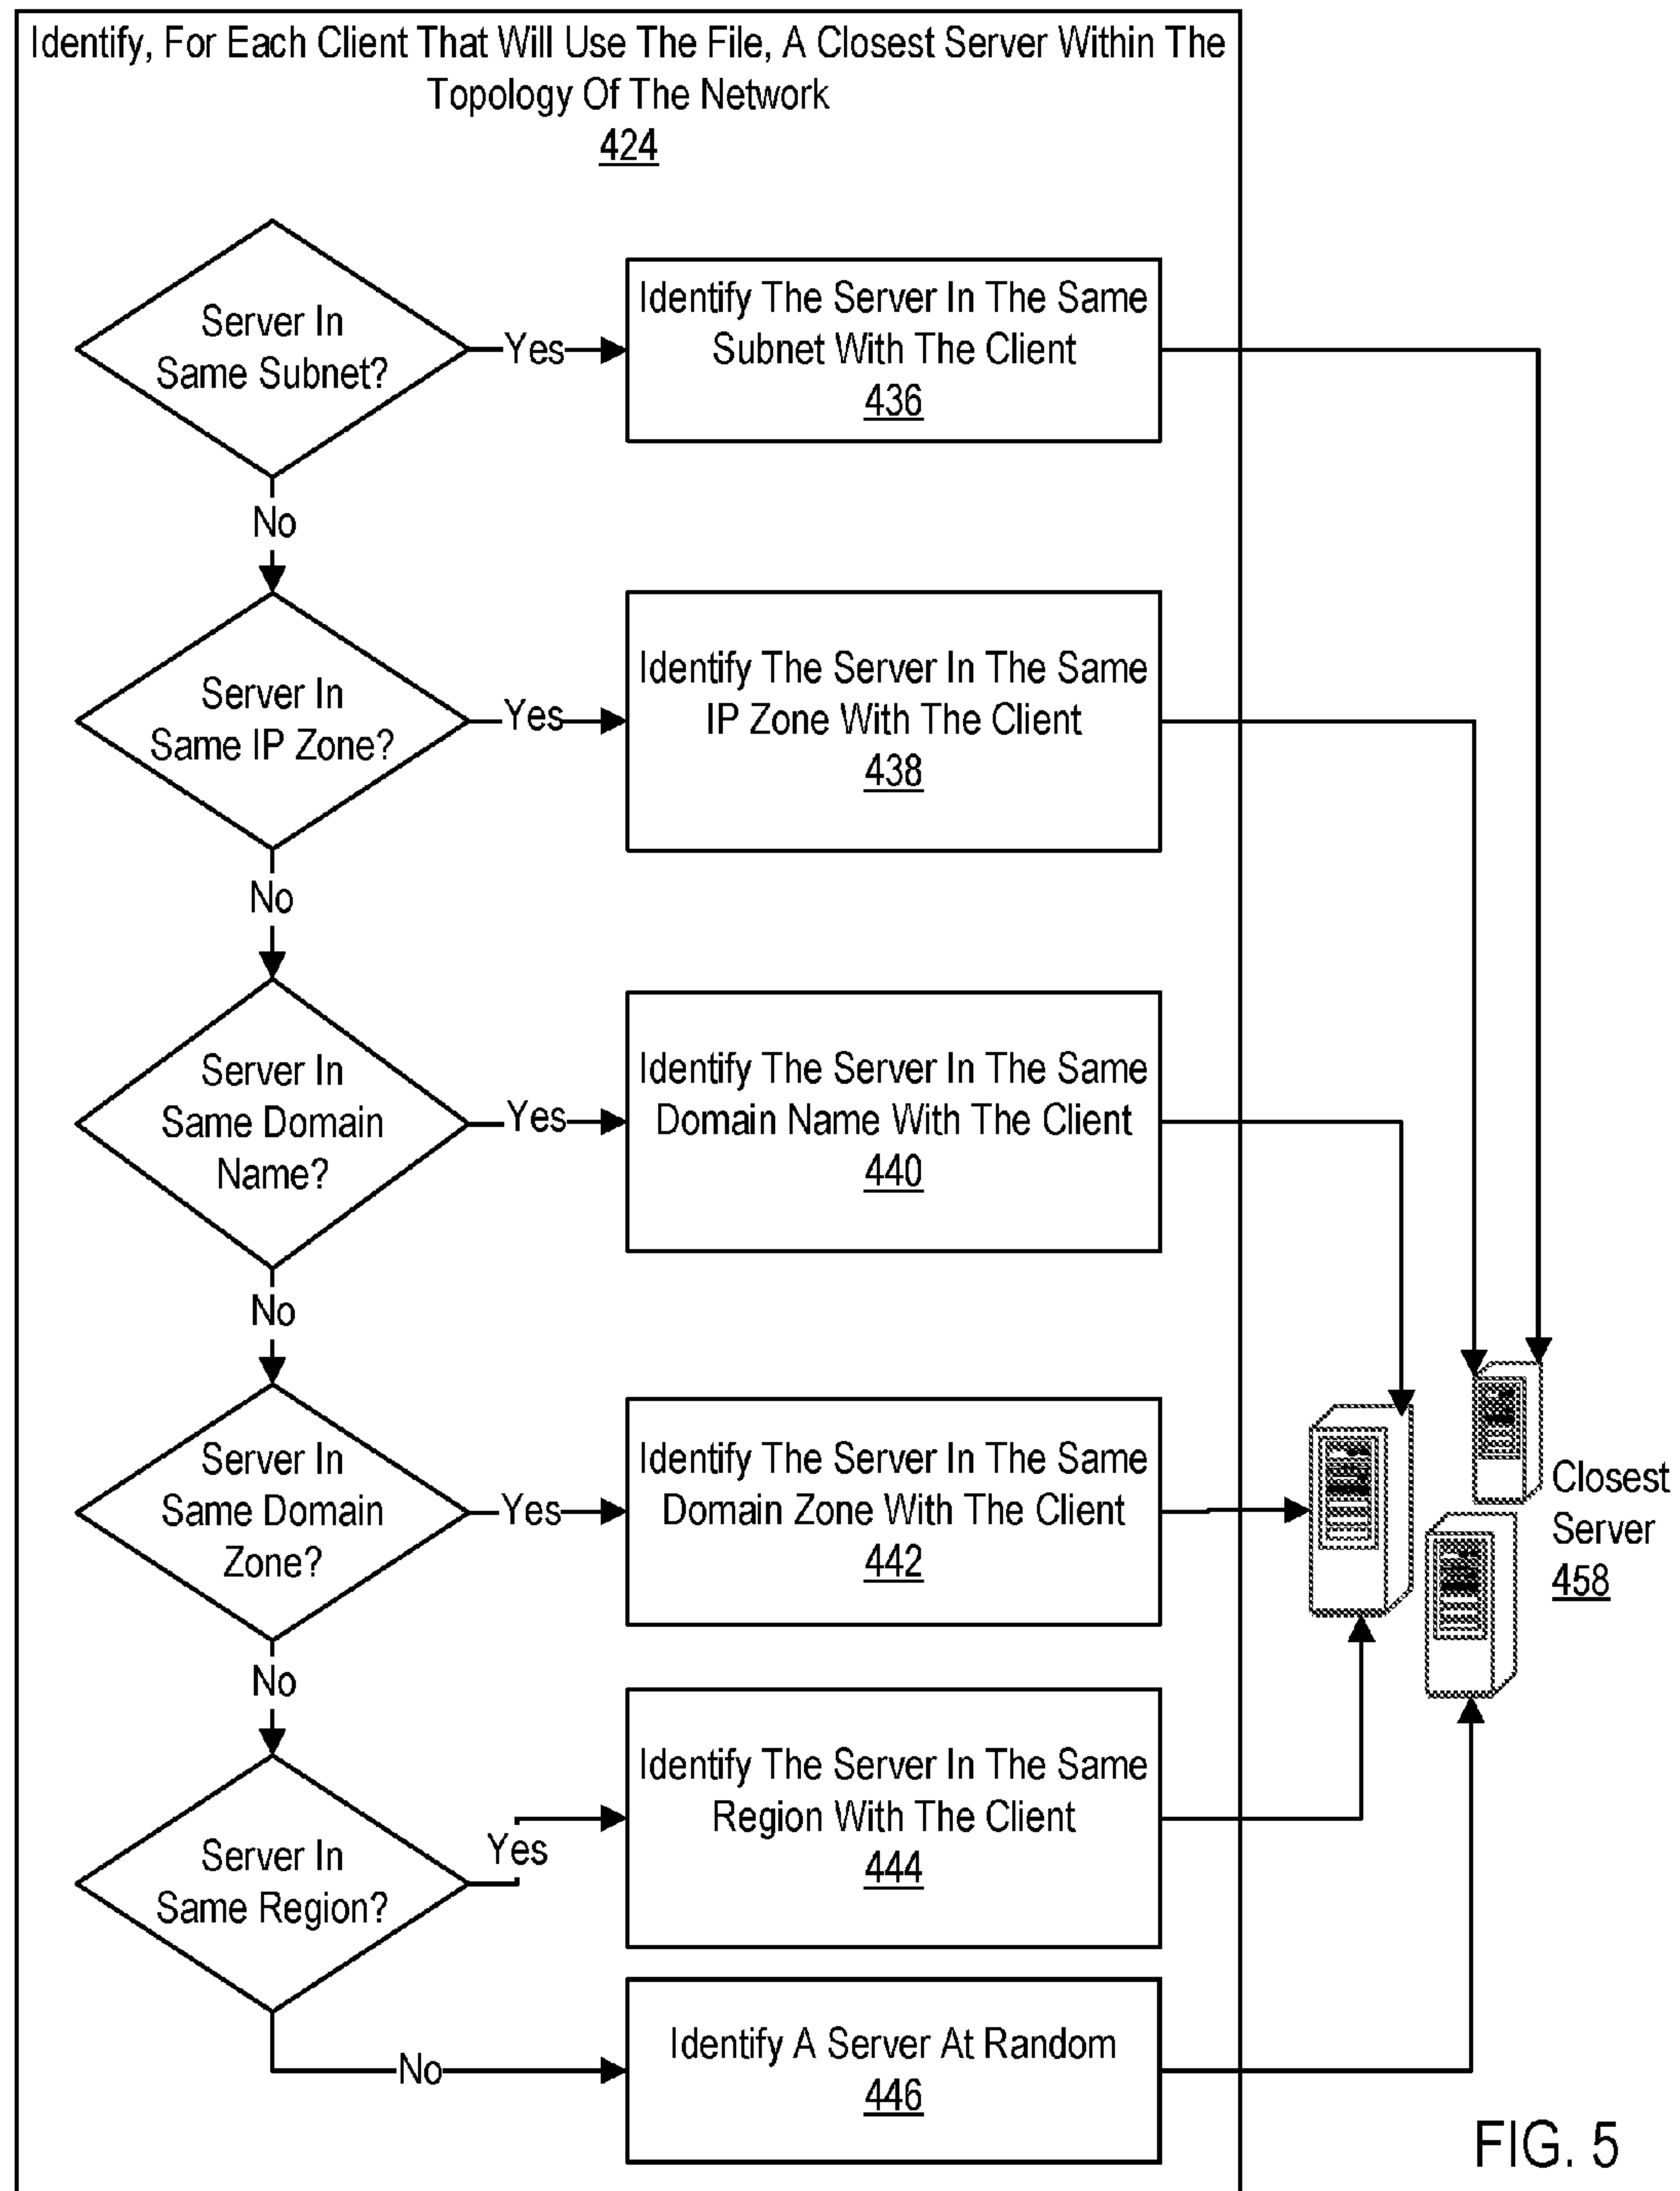 Identify, For Each Client That Will Use The File, A Closest Server Within The
Topology Of The Network
424
Server In
Same Subnet?
Yes
Identify The Server In The Same
Subnet With The Client
436
No
Server In
Same IP Zone?
Yes
Identify The Server In The Same
IP Zone With The Client
438
No
Server In
Same Domain
Name?
Yes
Identify The Server In The Same
Domain Name With The Client
440
No
Server In
Same Domain
Zone?
Yes
Identify The Server In The Same
Domain Zone With The Client
442
Closest
Server
458
No
Server In
Same Region?
Yes
Identify The Server In The Same
Region With The Client
444
No
Identify A Server At Random
446
FIG. 5